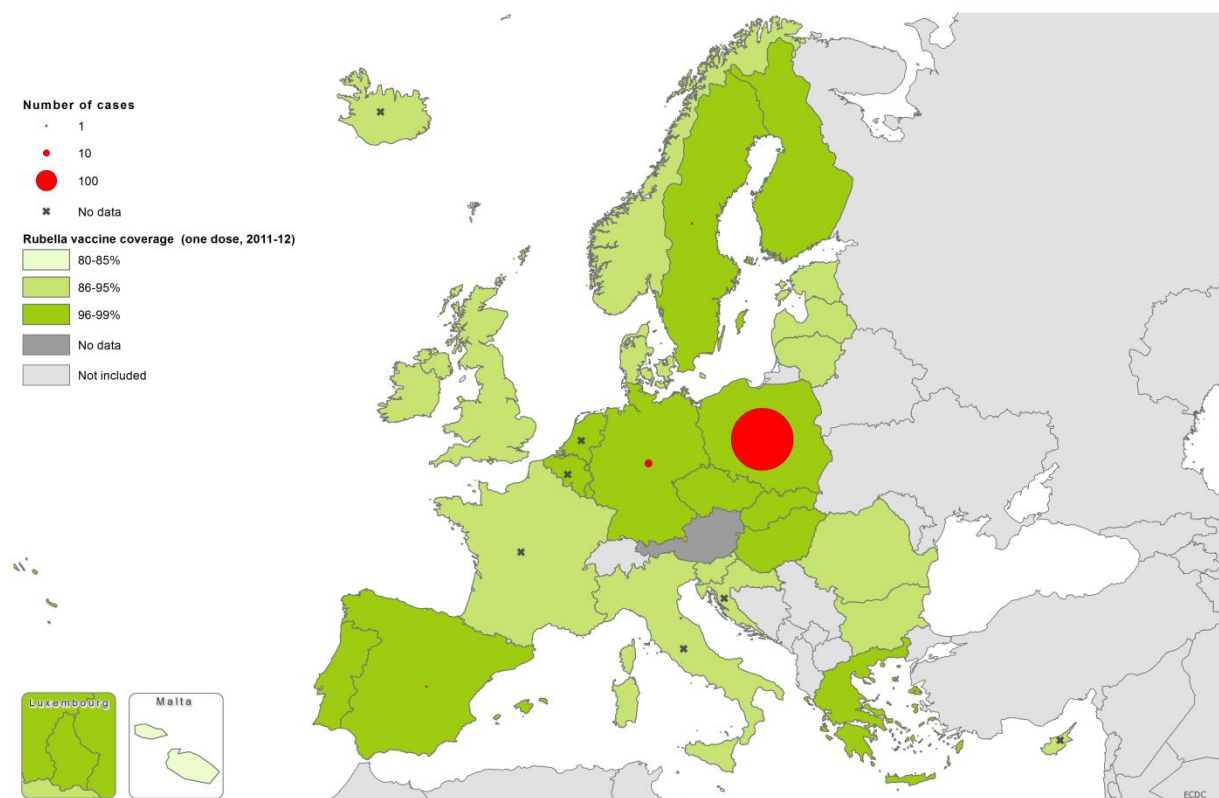 Number of cases
1
10
100
No data
Rubella vaccine coverage (one dose, 2011-12)
80-85%
86-95%
96-99%
No data
Not included
Luxembourg
Malta
ECDC